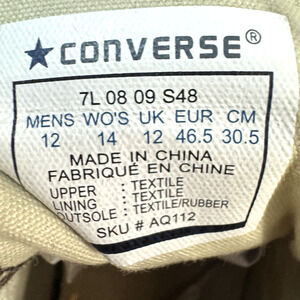 CONVERSE®
7L 08 09 S48
MENS WO'S UK EUR CM
12 14 12 46.5 30.5
MADE IN CHINA
FABRIQUÉ EN CHINE
UPPER : TEXTILE
LINING : TEXTILE
OUTSOLE : TEXTILE/RUBBER
SKU # AQ112